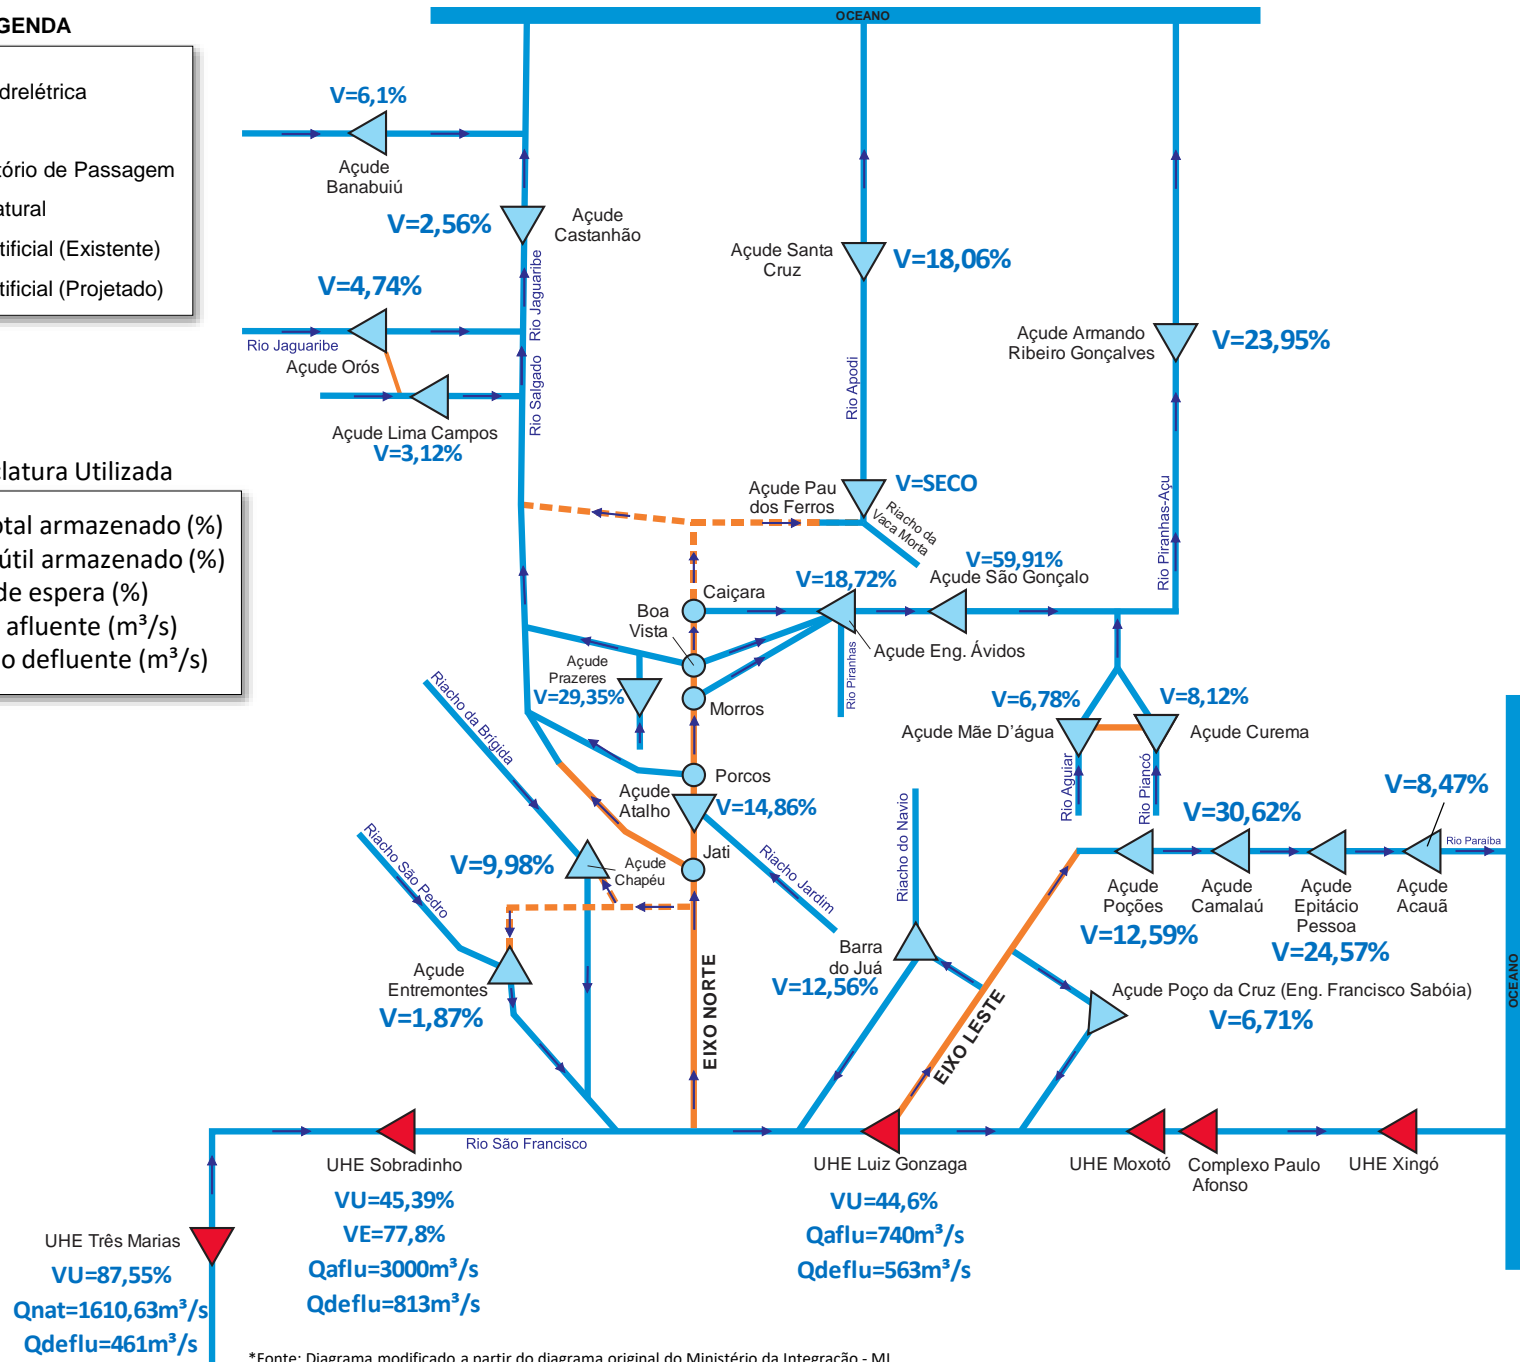 GENDA
drelétrica
tório de Passagem
atural
tificial (Existente)
tificial (Projetado)
clatura Utilizada
otal armazenado (%)
útil armazenado (%)
de espera (%)
afluente (m³/s)
o defluente (m³/s)
OCEANO
V=6,1%
Açude
Banabuiú
V=2,56%
Açude
Castanhão
V=4,74%
Rio Jaguaribe
Açude Orós
Rio Jaguaribe
Rio Salgado
Açude Lima Campos
V=3,12%
Açude Santa
Cruz
V=18,06%
Rio Apodi
Açude Armando
Ribeiro Gonçalves
V=23,95%
Rio Piranhas-Açu
Açude Pau
dos Ferros
V=SECO
Riacho da
Vaca Morta
V=59,91%
Açude São Gonçalo
V=18,72%
Açude Eng. Ávidos
Rio Piranhas
Caiçara
Boa
Vista
Morros
Açude
Prazeres
V=29,35%
Porcos
Açude
Atalho
V=14,86%
Jati
Riacho Jardim
Riacho da Brígida
Riacho São Pedro
V=9,98%
Açude
Chapéu
Açude
Entremontes
V=1,87%
EIXO NORTE
V=6,78%
Açude Mãe D'água
V=8,12%
Açude Curema
Rio Aguiar
Rio Piancó
V=8,47%
V=30,62%
Rio Paraiba
Açude
Poções
V=12,59%
Açude
Camalaú
Açude
Epitácio
Pessoa
V=24,57%
Açude
Acauã
Riacho do Navio
Barra
do Juá
V=12,56%
EIXO LESTE
Açude Poço da Cruz (Eng. Francisco Sabóia)
V=6,71%
OCEANO
Rio São Francisco
UHE Sobradinho
VU=45,39%
VE=77,8%
Qaflu=3000m³/s
Qdeflu=813m³/s
UHE Luiz Gonzaga
VU=44,6%
Qaflu=740m³/s
Qdeflu=563m³/s
UHE Moxotó
Complexo Paulo
Afonso
UHE Xingó
UHE Três Marias
VU=87,55%
Qnat=1610,63m³/s
Qdeflu=461m³/s
*Fonte: Diagrama modificado a partir do diagrama original do Ministério da Integração - MI